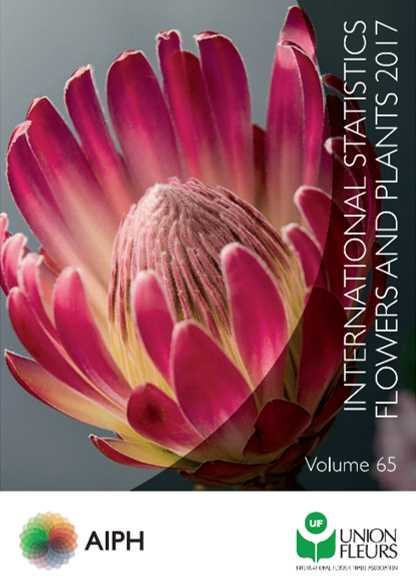 INTERNATIONAL STATISTICS
FLOWERS AND PLANTS 2017
Volume 65
AIPH
UF
UNION
FLEURS
INTERNATIONAL FLOWER TRADE ASSOCIATION